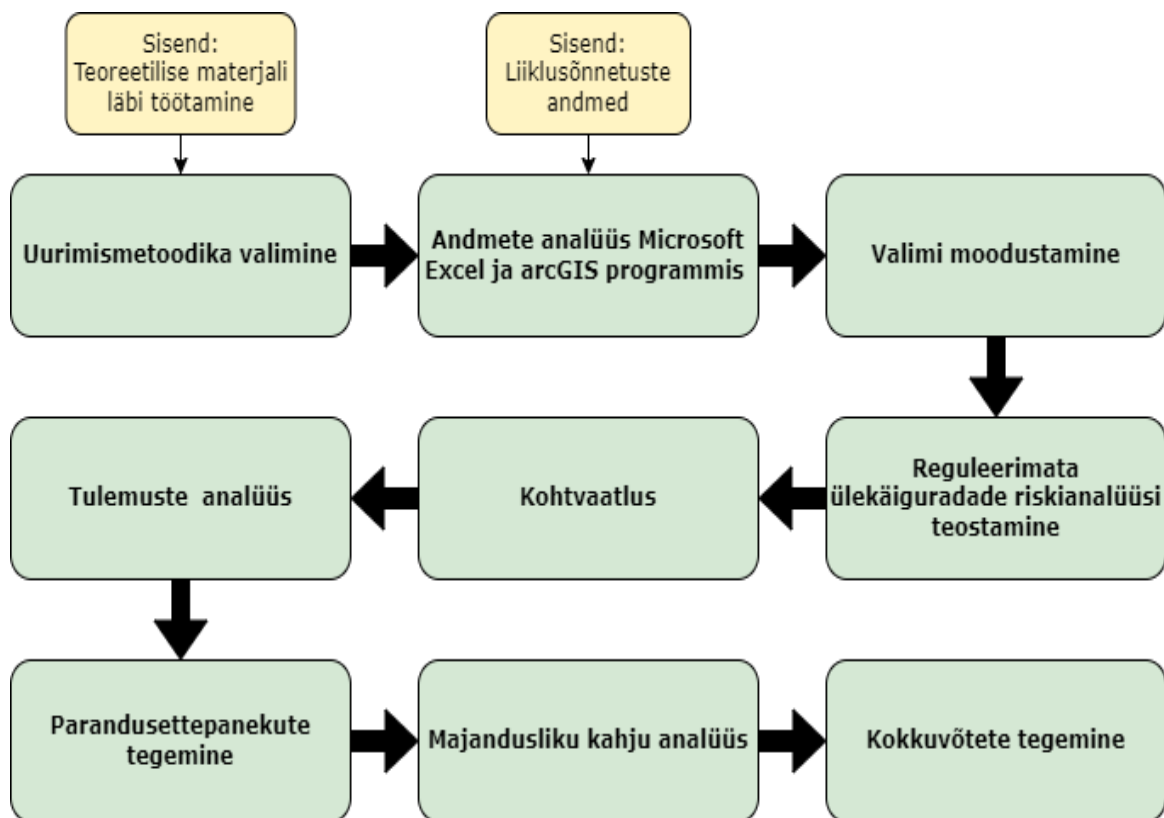 Sisend:
Teoreetilise materjali
läbi töötamine
Sisend:
Liiklusõnnetuste
andmed
Uurimismetoodika valimine
Andmete analüüs Microsoft
Excel ja arcGIS programmis
Valimi moodustamine
Reguleerimata
ülekäiguradade riskianalüüsi
teostamine
Kohtvaatlus
Tulemuste analüüs
Parandusettepanekute
tegemine
Majandusliku kahju analüüs
Kokkuvõtete tegemine